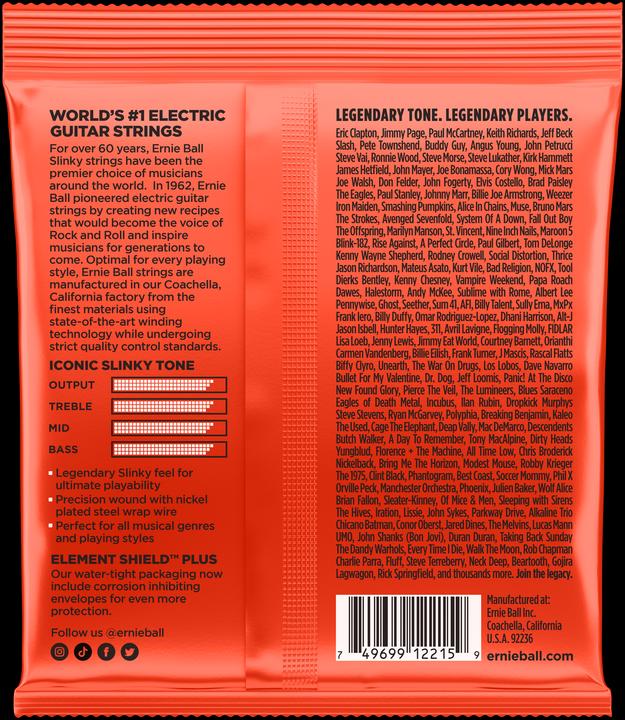 WORLD'S #1 ELECTRIC
GUITAR STRINGS
For over 60 years, Ernie Ball
Slinky strings have been the
premier choice of musicians
around the world. In 1962, Ernie
Ball pioneered electric guitar
strings by creating new recipes
that would become the voice of
Rock and Roll and inspire
musicians for generations to
come. Optimal for every playing
style, Ernie Ball strings are
manufactured in our Coachella,
California factory from the
finest materials using
state-of-the-art winding
technology while undergoing
strict quality control standards.
ICONIC SLINKY TONE
OUTPUT
TREBLE
MID
BASS
Legendary Slinky feel for
ultimate playability
Precision wound with nickel
plated steel wrap wire
Perfect for all musical genres
and playing styles
ELEMENT SHIELD™ PLUS
Our water-tight packaging now
include corrosion inhibiting
envelopes for even more
protection.
Follow us @ernieball
LEGENDARY TONE. LEGENDARY PLAYERS.
Eric Clapton, Jimmy Page, Paul McCartney, Keith Richards, Jeff Beck
Slash, Pete Townshend, Buddy Guy, Angus Young, John Petrucci
Steve Vai, Ronnie Wood, Steve Morse, Steve Lukather, Kirk Hammett
James Hetfield, John Mayer, Joe Bonamassa, Cory Wong, Mick Mars
Joe Walsh, Don Felder, John Fogerty, Elvis Costello, Brad Paisley
The Eagles, Paul Stanley, Johnny Marr, Billie Joe Armstrong, Weezer
Iron Maiden, Smashing Pumpkins, Alice In Chains, Muse, Bruno Mars
The Strokes, Avenged Sevenfold, System Of A Down, Fall Out Boy
The Offspring, Marilyn Manson, St. Vincent, Nine Inch Nails, Maroon 5
Blink-182, Rise Against, A Perfect Circle, Paul Gilbert, Tom DeLonge
Kenny Wayne Shepherd, Rodney Crowell, Social Distortion, Thrice
Jason Richardson, Mateus Asato, Kurt Vile, Bad Religion, NOFX, Tool
Dierks Bentley, Kenny Chesney, Vampire Weekend, Papa Roach
Dawes, Halestorm, Andy McKee, Sublime with Rome, Albert Lee
Pennywise, Ghost, Seether, Sum 41, AFI, Billy Talent, Sully Erna, MxPx
Frank Iero, Billy Duffy, Omar Rodriguez-Lopez, Dhani Harrison, Alt-J
Jason Isbell, Hunter Hayes, 311, Avril Lavigne, Flogging Molly, FIDLAR
Lisa Loeb, Jenny Lewis, Jimmy Eat World, Courtney Barnett, Orianthi
Carmen Vandenberg, Billie Eilish, Frank Turner, J Mascis, Rascal Flatts
Biffy Clyro, Unearth, The War On Drugs, Los Lobos, Dave Navarro
Bullet For My Valentine, Dr. Dog, Jeff Loomis, Panic! At The Disco
New Found Glory, Pierce The Veil, The Lumineers, Blues Saraceno
Eagles of Death Metal, Incubus, Ilan Rubin, Dropkick Murphys
Steve Stevens, Ryan McGarvey, Polyphia, Breaking Benjamin, Kaleo
The Used, Cage The Elephant, Deap Vally, Mac DeMarco, Descendents
Butch Walker, A Day To Remember, Tony MacAlpine, Dirty Heads
Yungblud, Florence + The Machine, All Time Low, Chris Broderick
Nickelback, Bring Me The Horizon, Modest Mouse, Robby Krieger
The 1975, Clint Black, Phantogram, Best Coast, Soccer Mommy, Phil X
Orville Peck, Manchester Orchestra, Phoenix, Julien Baker, Wolf Alice
Brian Fallon, Sleater-Kinney, Of Mice & Men, Sleeping with Sirens
The Hives, Iration, Lissie, John Sykes, Parkway Drive, Alkaline Trio
Chicano Batman, Conor Oberst, Jared Dines, The Melvins, Lucas Mann
UMO, John Shanks (Bon Jovi), Duran Duran, Taking Back Sunday
The Dandy Warhols, Every Time I Die, Walk The Moon, Rob Chapman
Charlie Parra, Fluff, Steve Terreberry, Neck Deep, Beartooth, Gojira
Lagwagon, Rick Springfield, and thousands more. Join the legacy.
7 49699 12215 9
Manufactured at:
Ernie Ball Inc.
Coachella, California
U.S.A. 92236
ernieball.com